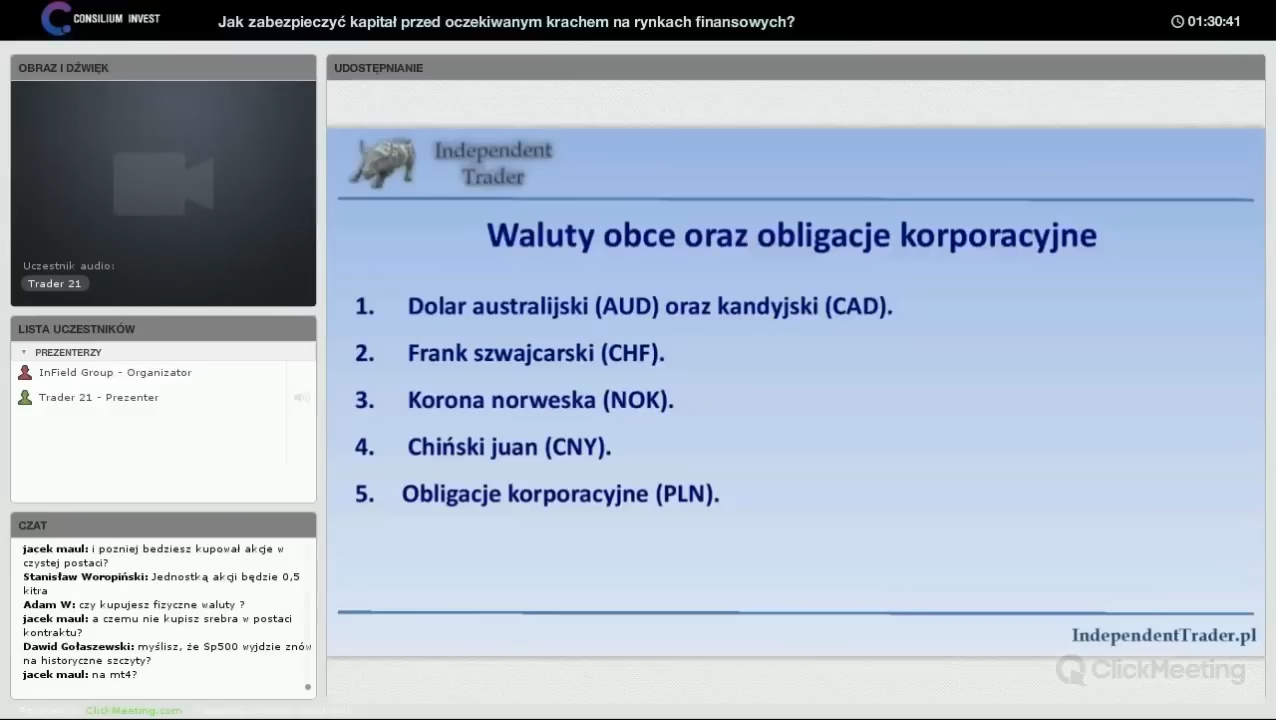 CONSILIUM INVEST
Jak zabezpieczyć kapitał przed oczekiwanym krachem na rynkach finansowych?
01:30:41
OBRAZ I DŹWIĘK
Uczestnik audio:
Trader 21
LISTA UCZESTNIKÓW
PREZENTERZY
InField Group - Organizator
Trader 21 - Prezenter
CZAT
jacek maul: i pozniej bedziesz kupował akcje w
czystej postaci?
Stanisław Woropiński: Jednostką akcji będzie 0,5
kitra
Adam W: czy kupujesz fizyczne waluty ?
jacek maul: a czemu nie kupisz srebra w postaci
kontraktu?
Dawid Gołaszewski: myślisz, że Sp500 wyjdzie znów
na historyczne szczyty?
jacek maul: na mt4?
ClickMeeting.com
UDOSTĘPNIANIE
Independent
Trader
Waluty obce oraz obligacje korporacyjne
1. Dolar australijski (AUD) oraz kandyjski (CAD).
2. Frank szwajcarski (CHF).
3. Korona norweska (NOK).
4. Chiński juan (CNY).
5. Obligacje korporacyjne (PLN).
IndependentTrader.pl
ClickMeeting